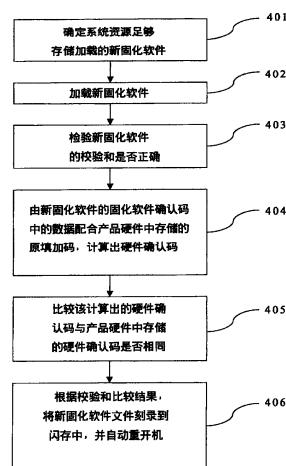 401
确定系统资源足够
存储加载的新固化软件
402
加载新固化软件
403
检验新固化软件
的校验和是否正确
404
由新固化软件的固化软件确认码
中的数据配合产品硬件中存储的
原填加码，计算出硬件确认码
405
比较该计算出的硬件确
认码与产品硬件中存储
的硬件确认码是否相同
406
根据校验和比较结果，
将新固化软件文件刻录到
闪存中，并自动重开机